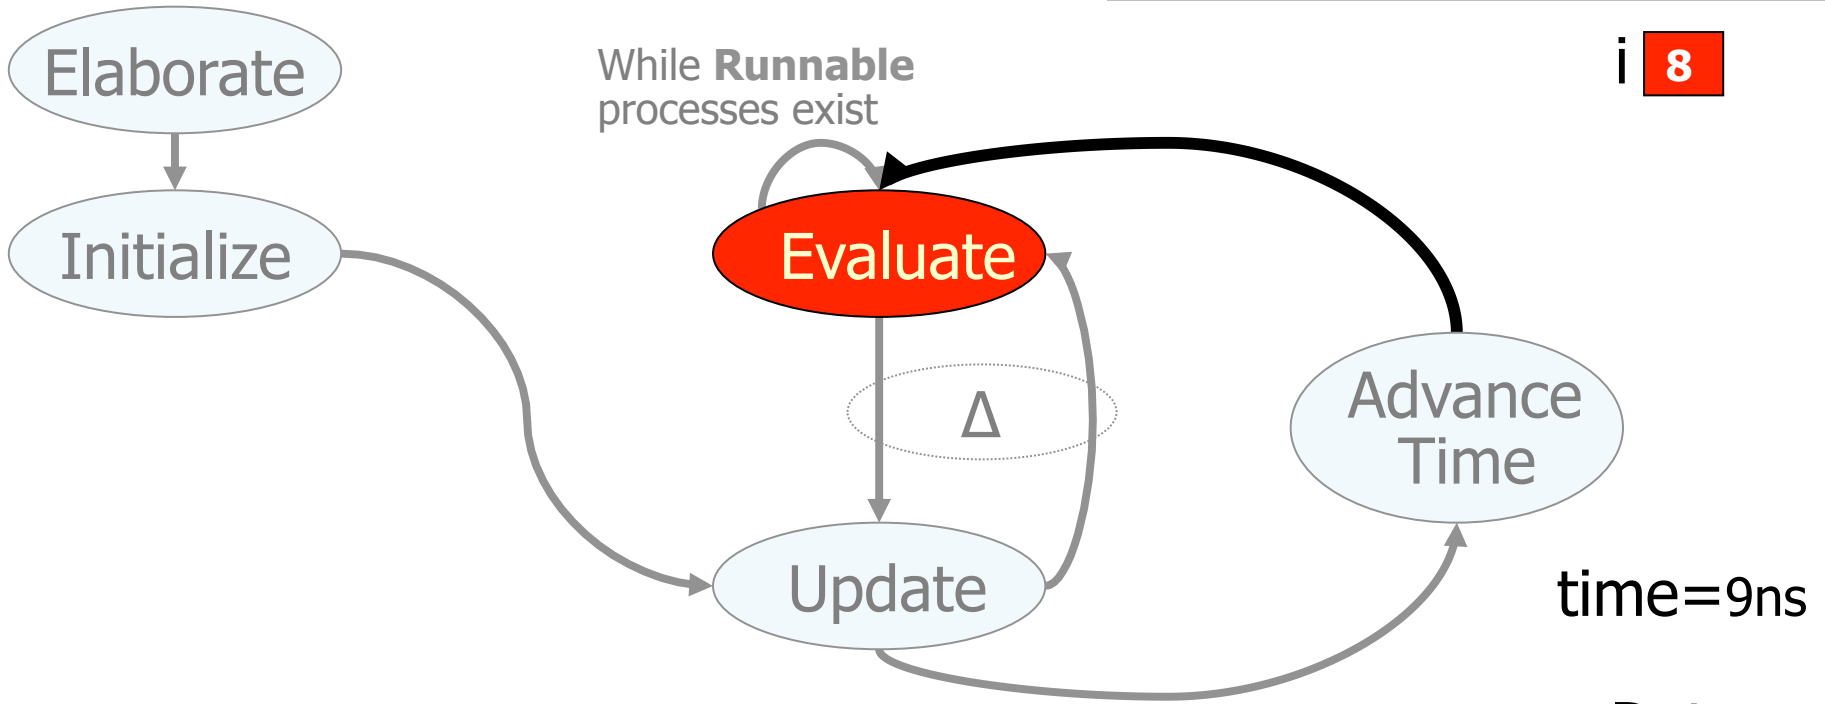 Elaborate
While Runnable
processes exist
i 8
Initialize
Evaluate
Δ
Advance
Time
Update
time=9ns